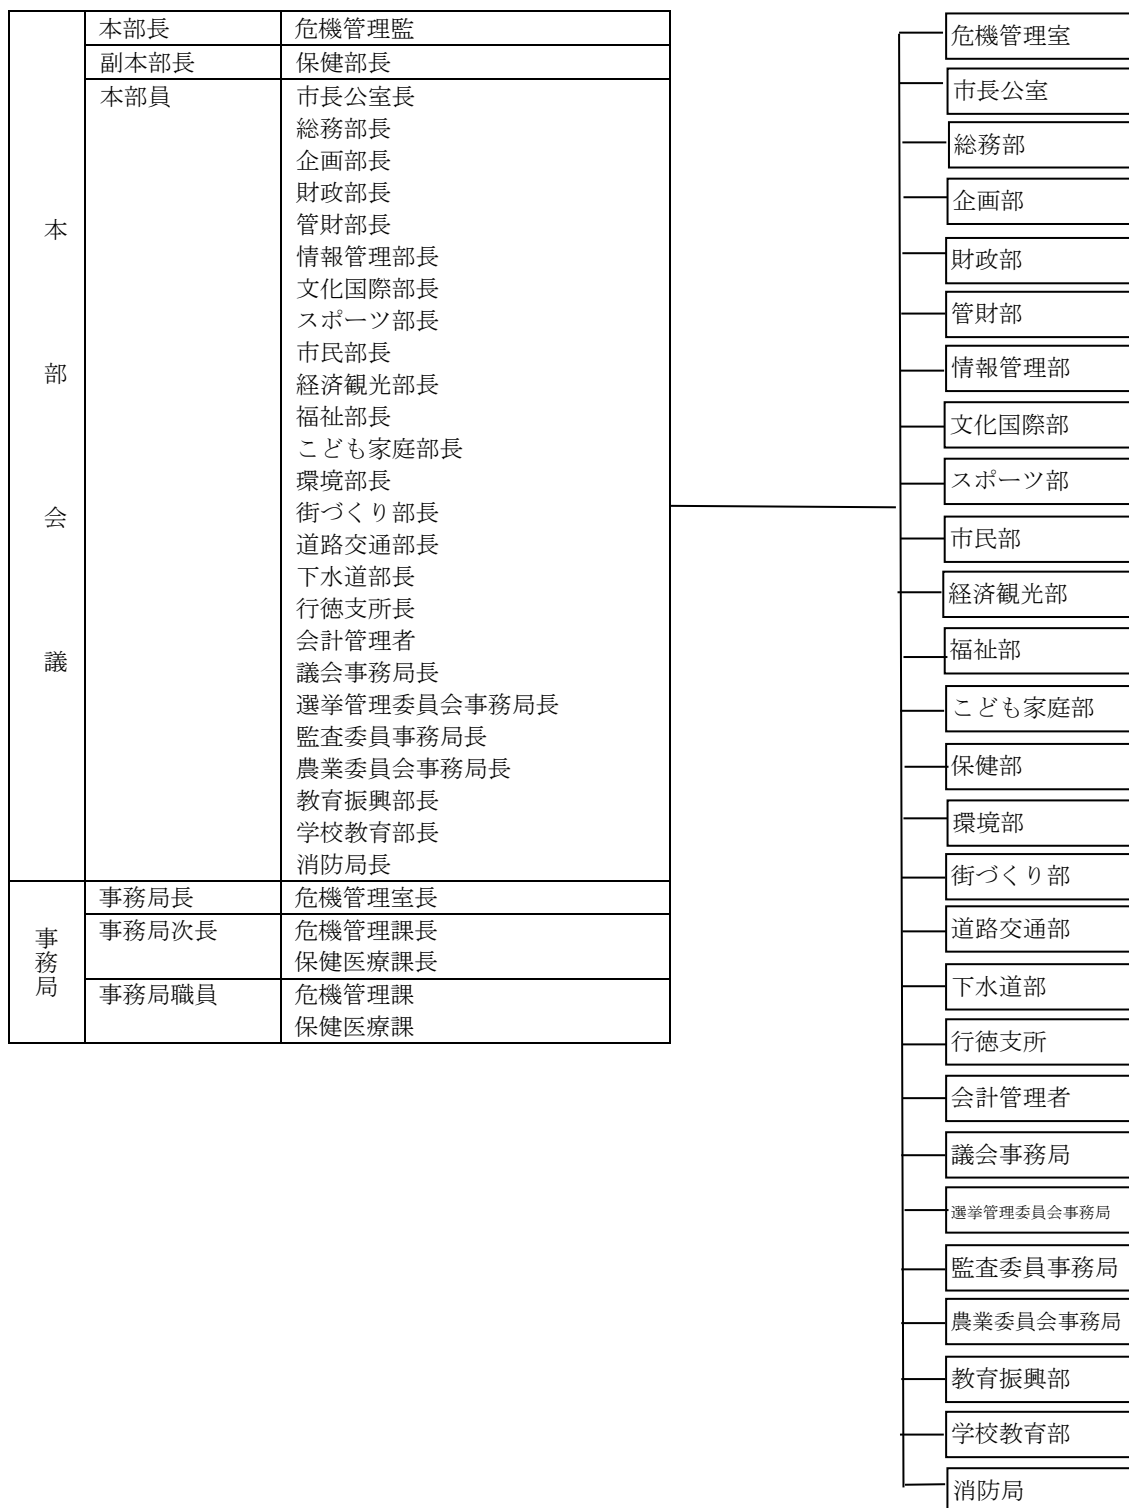 本部会議
本部長 危機管理監
副本部長 保健部長
本部員 市長公室長
総務部長
企画部長
財政部長
管財部長
情報管理部長
文化国際部長
スポーツ部長
市民部長
経済観光部長
福祉部長
こども家庭部長
環境部長
街づくり部長
道路交通部長
下水道部長
行徳支所長
会計管理者
議会事務局長
選挙管理委員会事務局長
監査委員事務局長
農業委員会事務局長
教育振興部長
学校教育部長
消防局長
事務局
事務局長 危機管理室長
事務局次長 危機管理課長
保健医療課長
事務局職員 危機管理課
保健医療課
危機管理室
市長公室
総務部
企画部
財政部
管財部
情報管理部
文化国際部
スポーツ部
市民部
経済観光部
福祉部
こども家庭部
保健部
環境部
街づくり部
道路交通部
下水道部
行徳支所
会計管理者
議会事務局
選挙管理委員会事務局
監査委員事務局
農業委員会事務局
教育振興部
学校教育部
消防局